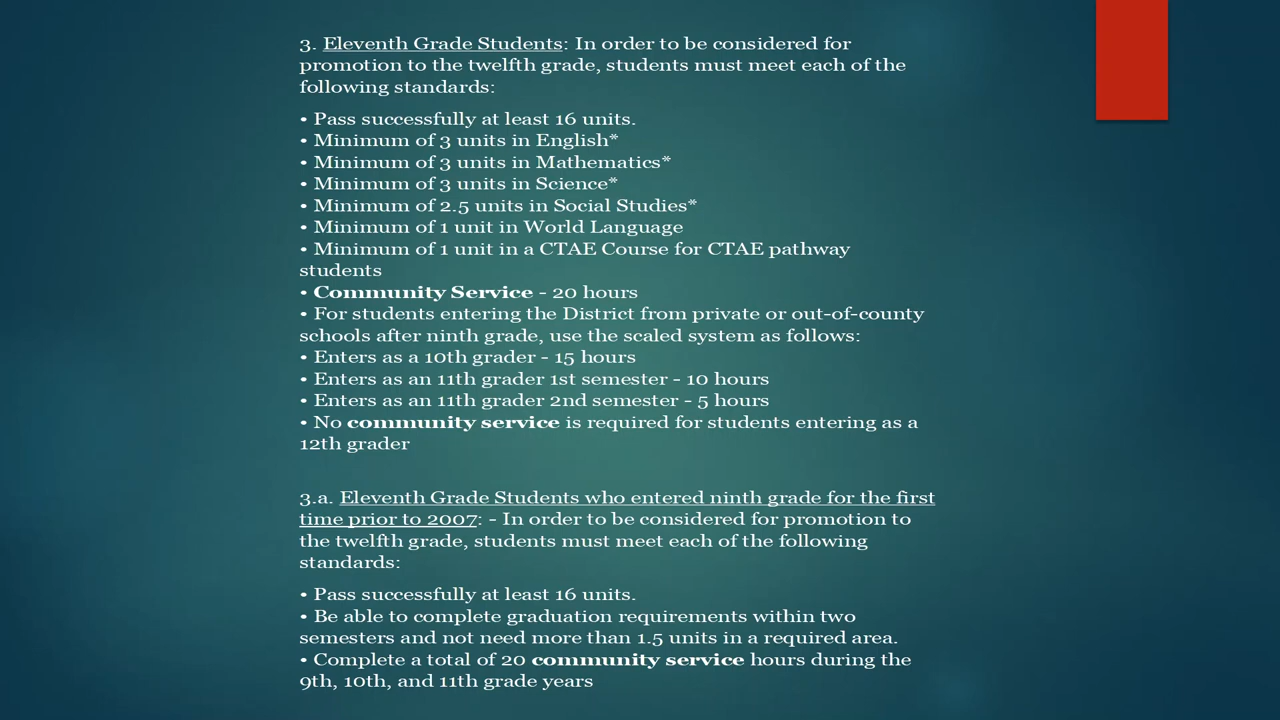 3. Eleventh Grade Students: In order to be considered for
promotion to the twelfth grade, students must meet each of the
following standards:
• Pass successfully at least 16 units.
• Minimum of 3 units in English*
• Minimum of 3 units in Mathematics*
• Minimum of 3 units in Science*
• Minimum of 2.5 units in Social Studies*
• Minimum of 1 unit in World Language
• Minimum of 1 unit in a CTAE Course for CTAE pathway
students
• Community Service - 20 hours
• For students entering the District from private or out-of-county
schools after ninth grade, use the scaled system as follows:
• Enters as a 10th grader - 15 hours
• Enters as an 11th grader 1st semester - 10 hours
• Enters as an 11th grader 2nd semester - 5 hours
• No community service is required for students entering as a
12th grader
3.a. Eleventh Grade Students who entered ninth grade for the first
time prior to 2007: - In order to be considered for promotion to
the twelfth grade, students must meet each of the following
standards:
• Pass successfully at least 16 units.
• Be able to complete graduation requirements within two
semesters and not need more than 1.5 units in a required area.
• Complete a total of 20 community service hours during the
9th, 10th, and 11th grade years